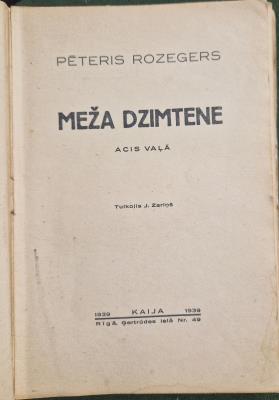 PĒTERIS ROZEGERS
MEŽA DZIMTENE
ACIS VAĻĀ
Tulkojis J. Zariņš
1939 KAIJA 1939
Rīgā, Ģertrūdes ielā Nr. 49